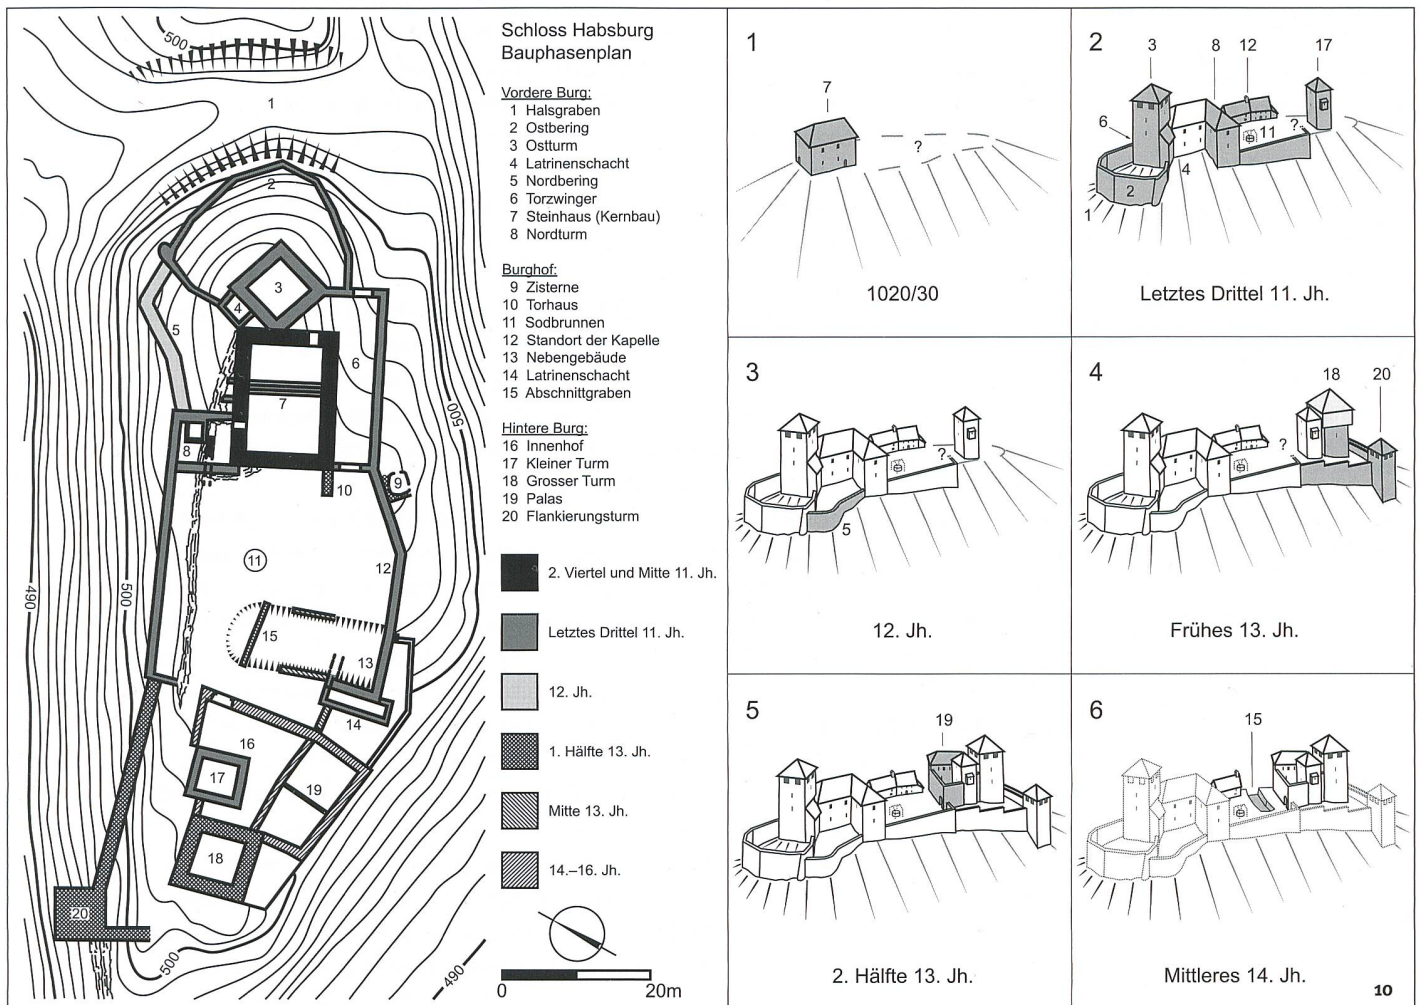 Schloss Habsburg
Bauphasenplan
Vordere Burg:
1 Halsgraben
2 Ostbering
3 Ostturm
4 Latrinenschacht
5 Nordbering
6 Torzwinger
7 Steinhaus (Kernbau)
8 Nordturm
Burghof:
9 Zisterne
10 Torhaus
11 Sodbrunnen
12 Standort der Kapelle
13 Nebengebäude
14 Latrinenschacht
15 Abschnittgraben
Hintere Burg:
16 Innenhof
17 Kleiner Turm
18 Grosser Turm
19 Palas
20 Flankierungsturm
2. Viertel und Mitte 11. Jh.
Letztes Drittel 11. Jh.
12. Jh.
1. Hälfte 13. Jh.
Mitte 13. Jh.
14.–16. Jh.
0 20m
500
1
2
3
4
5
6
7
8
9
10
11
12
13
14
15
16
17
18
19
20
500
500
490
500
490
1
7
?
1020/30
2
3 8 12 17
6
?
11
2
4
1
Letztes Drittel 11. Jh.
3
?
5
12. Jh.
4
18 20
?
Frühes 13. Jh.
5
19
2. Hälfte 13. Jh.
6
15
Mittleres 14. Jh.
10